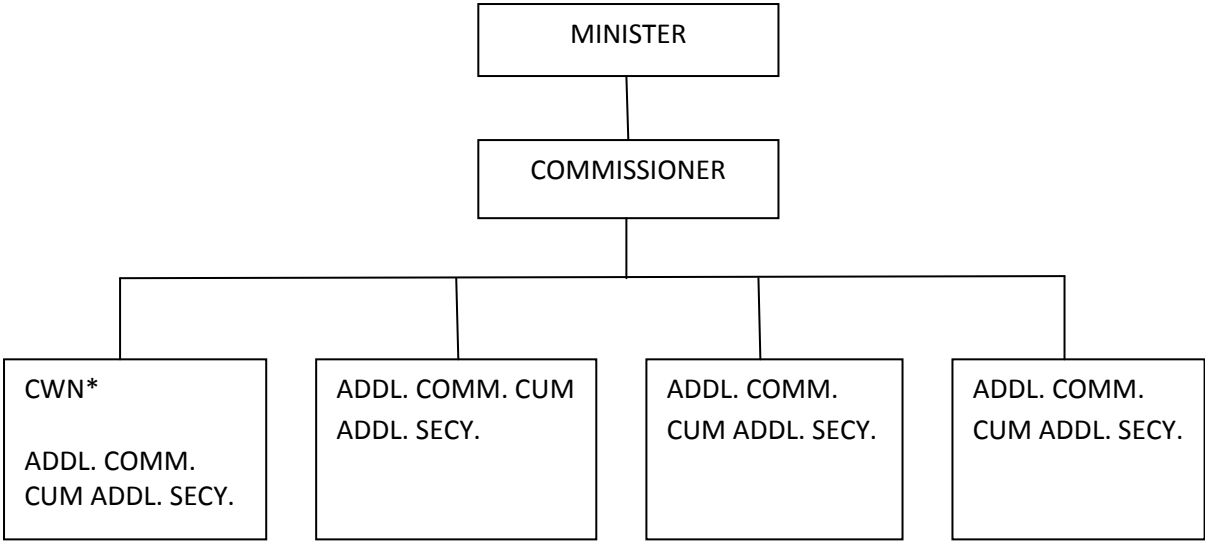 MINISTER
COMMISSIONER
CWN*
ADDL. COMM.
CUM ADDL. SECY.
ADDL. COMM. CUM
ADDL. SECY.
ADDL. COMM.
CUM ADDL. SECY.
ADDL. COMM.
CUM ADDL. SECY.